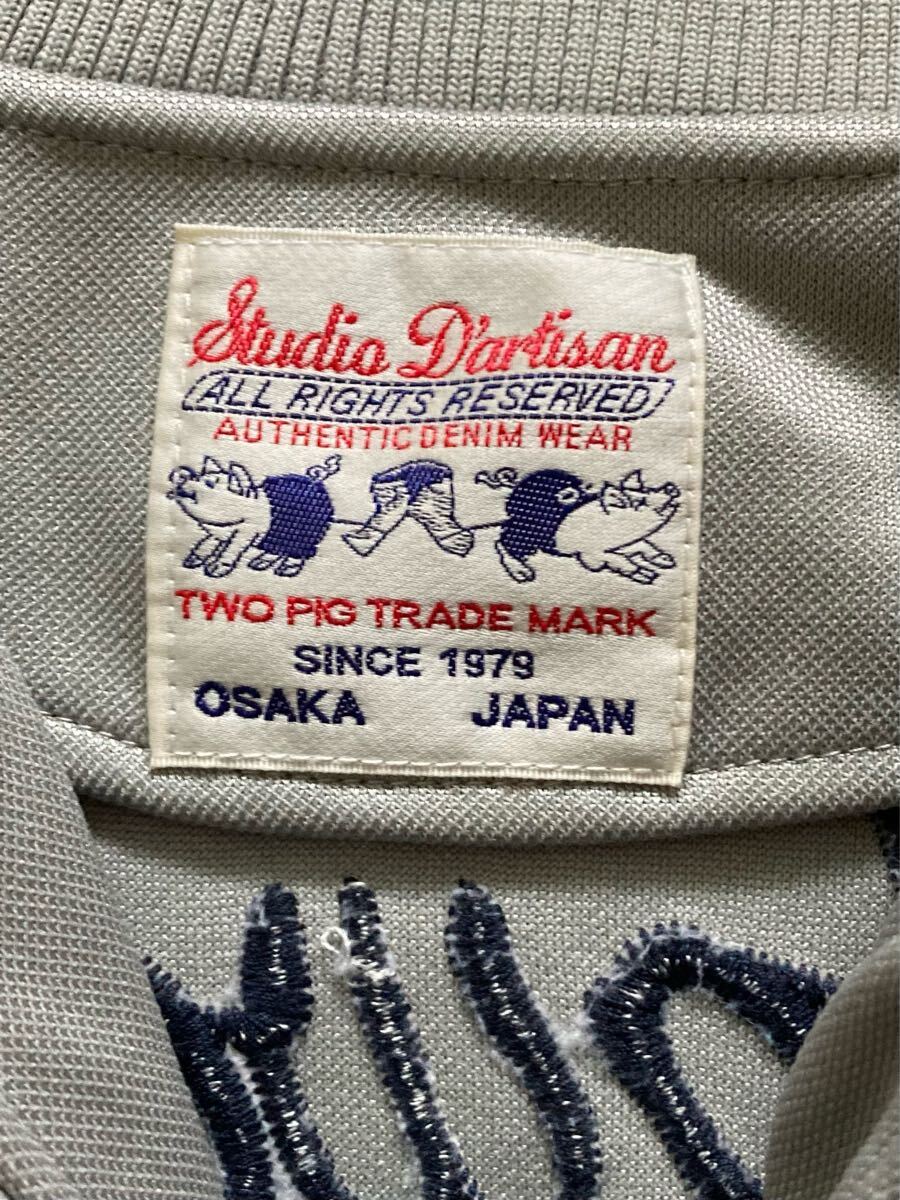 Studio D'artisan
ALL RIGHTS RESERVED
AUTHENTIC DENIM WEAR
TWO PIG TRADE MARK
SINCE 1979
OSAKA JAPAN